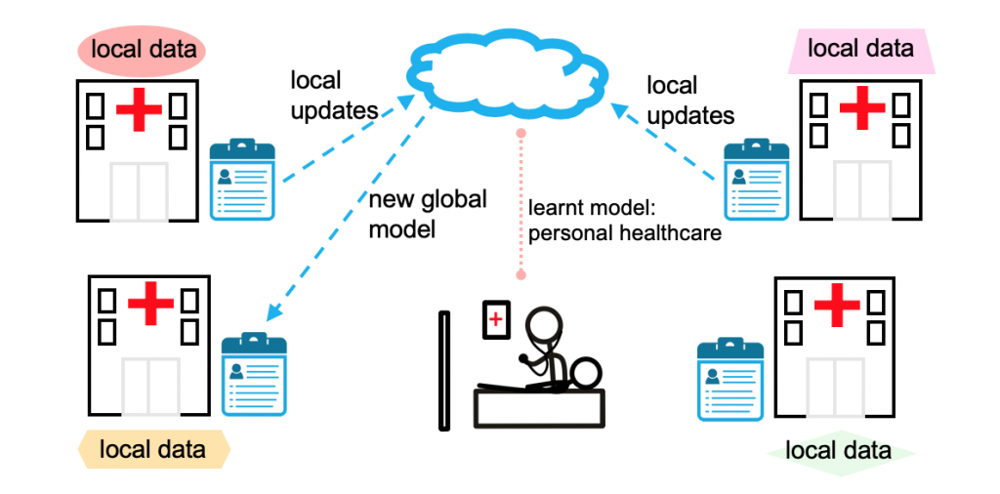 local data
local data
local
updates
local
updates
new global
model
learnt model:
personal healthcare
local data
local data